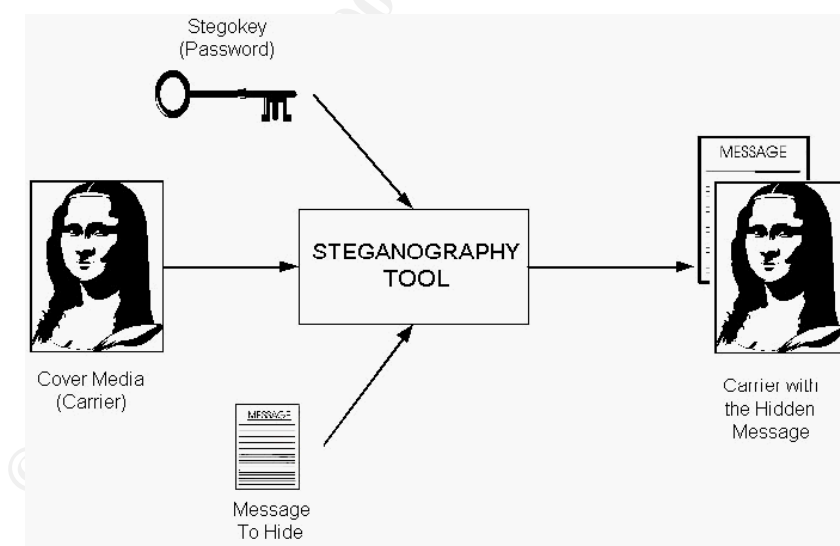 Stegokey
(Password)
MESSAGE
STEGANOGRAPHY
TOOL
Cover Media
(Carrier)
MESSAGE
Carrier with
the Hidden
Message
Message
To Hide